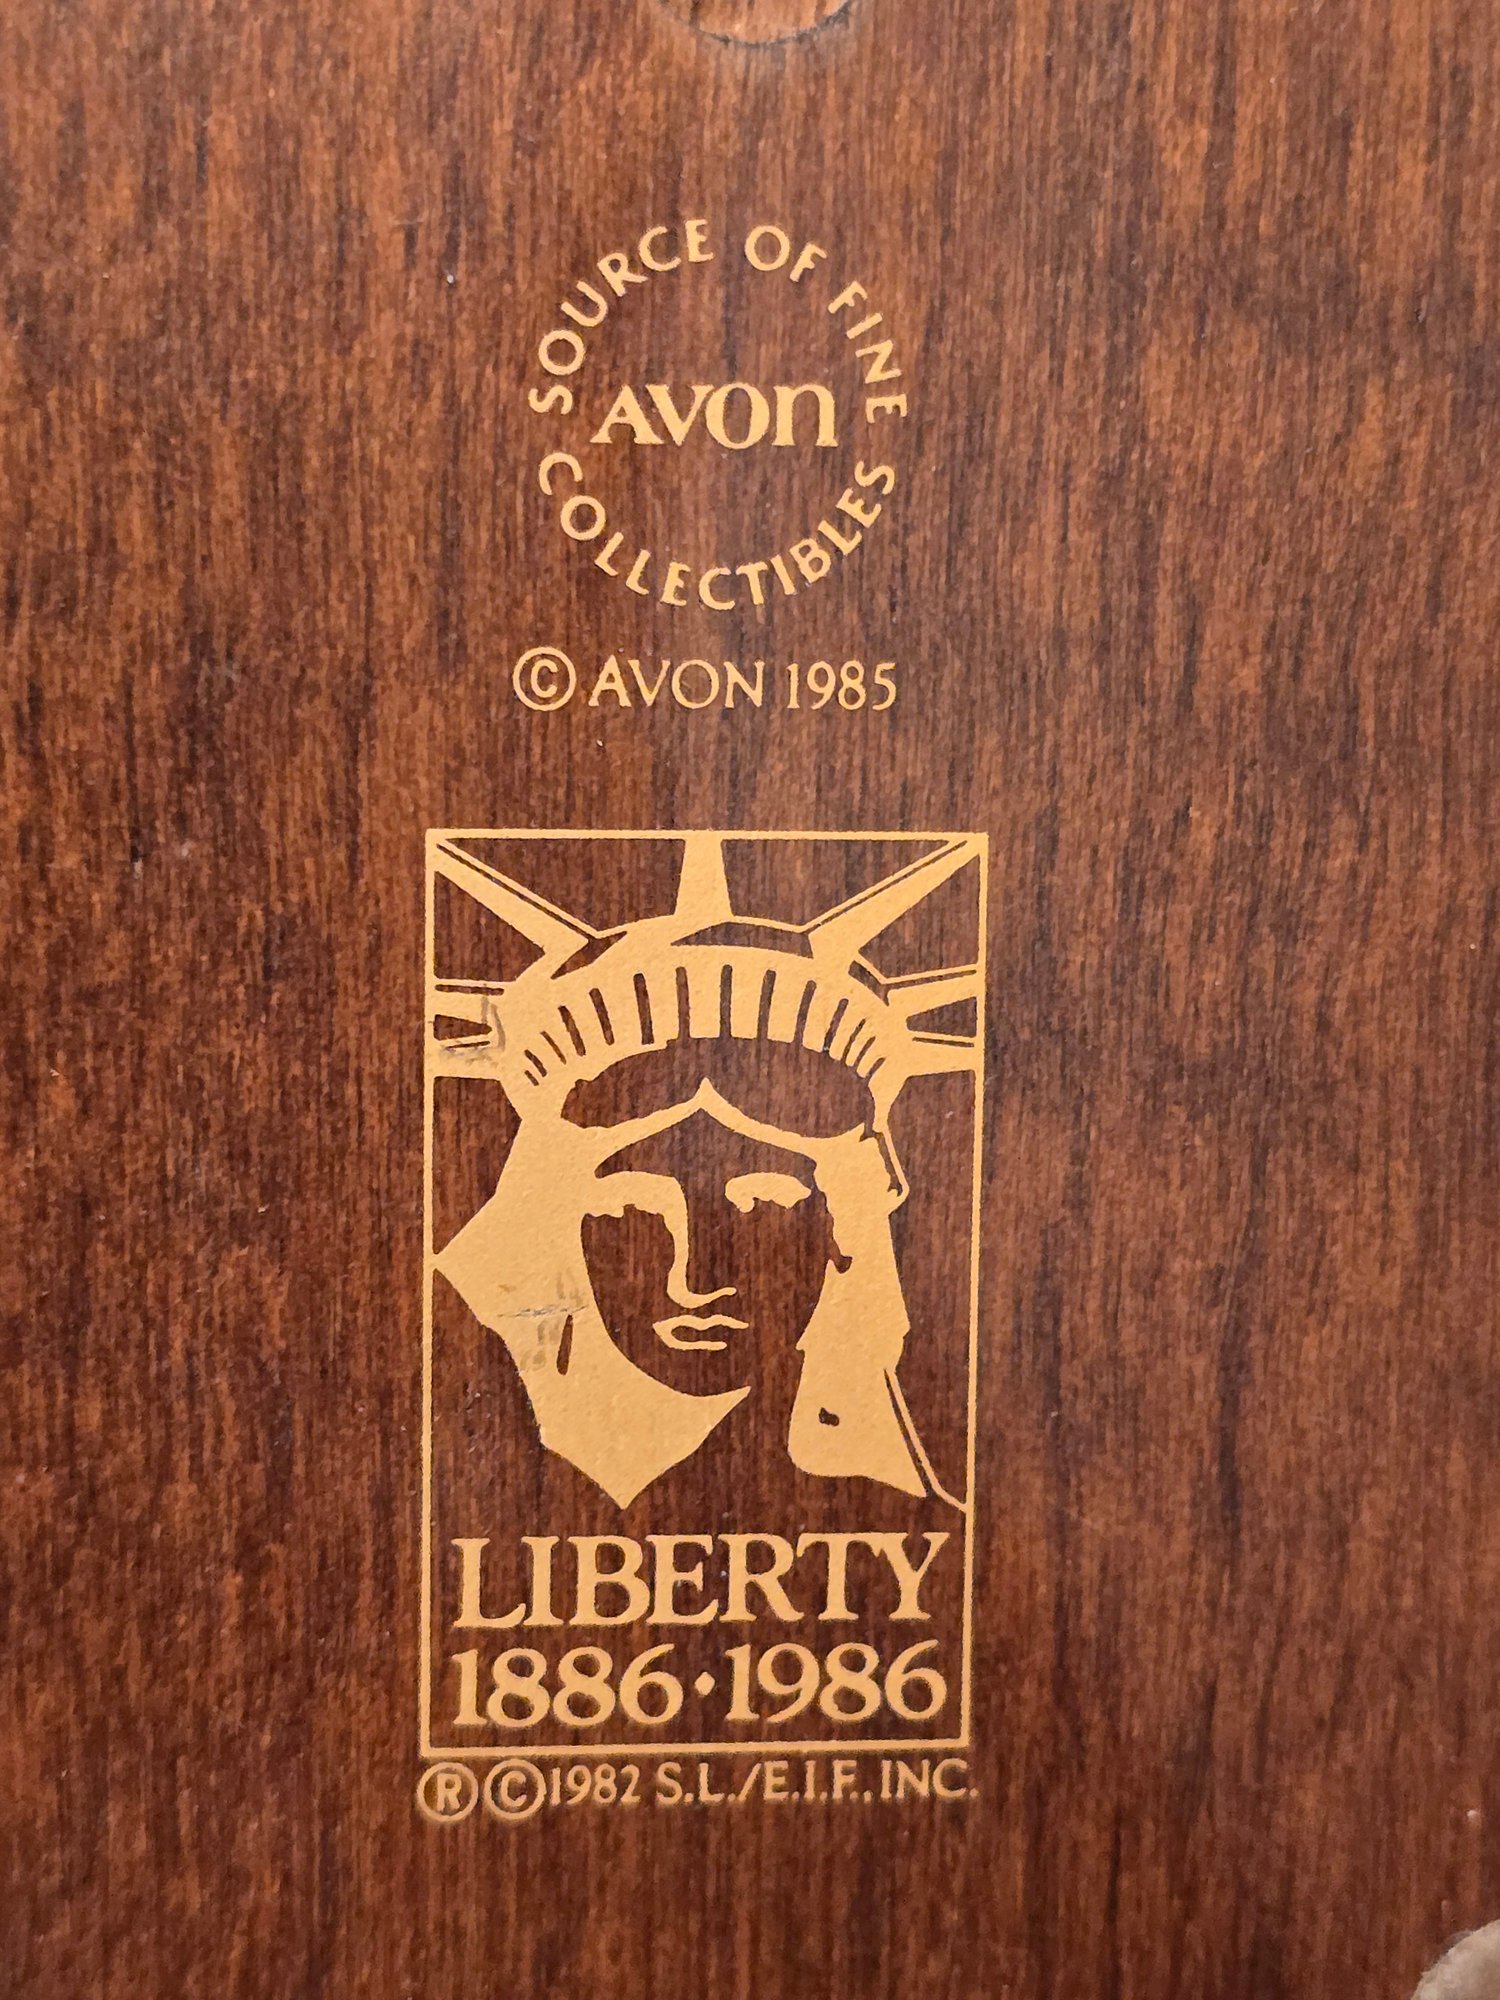 SOURCE OF FINE
AVON
COLLECTIBLES
© AVON 1985
LIBERTY
1886·1986
®©1982 S.L./E.I.F., INC.